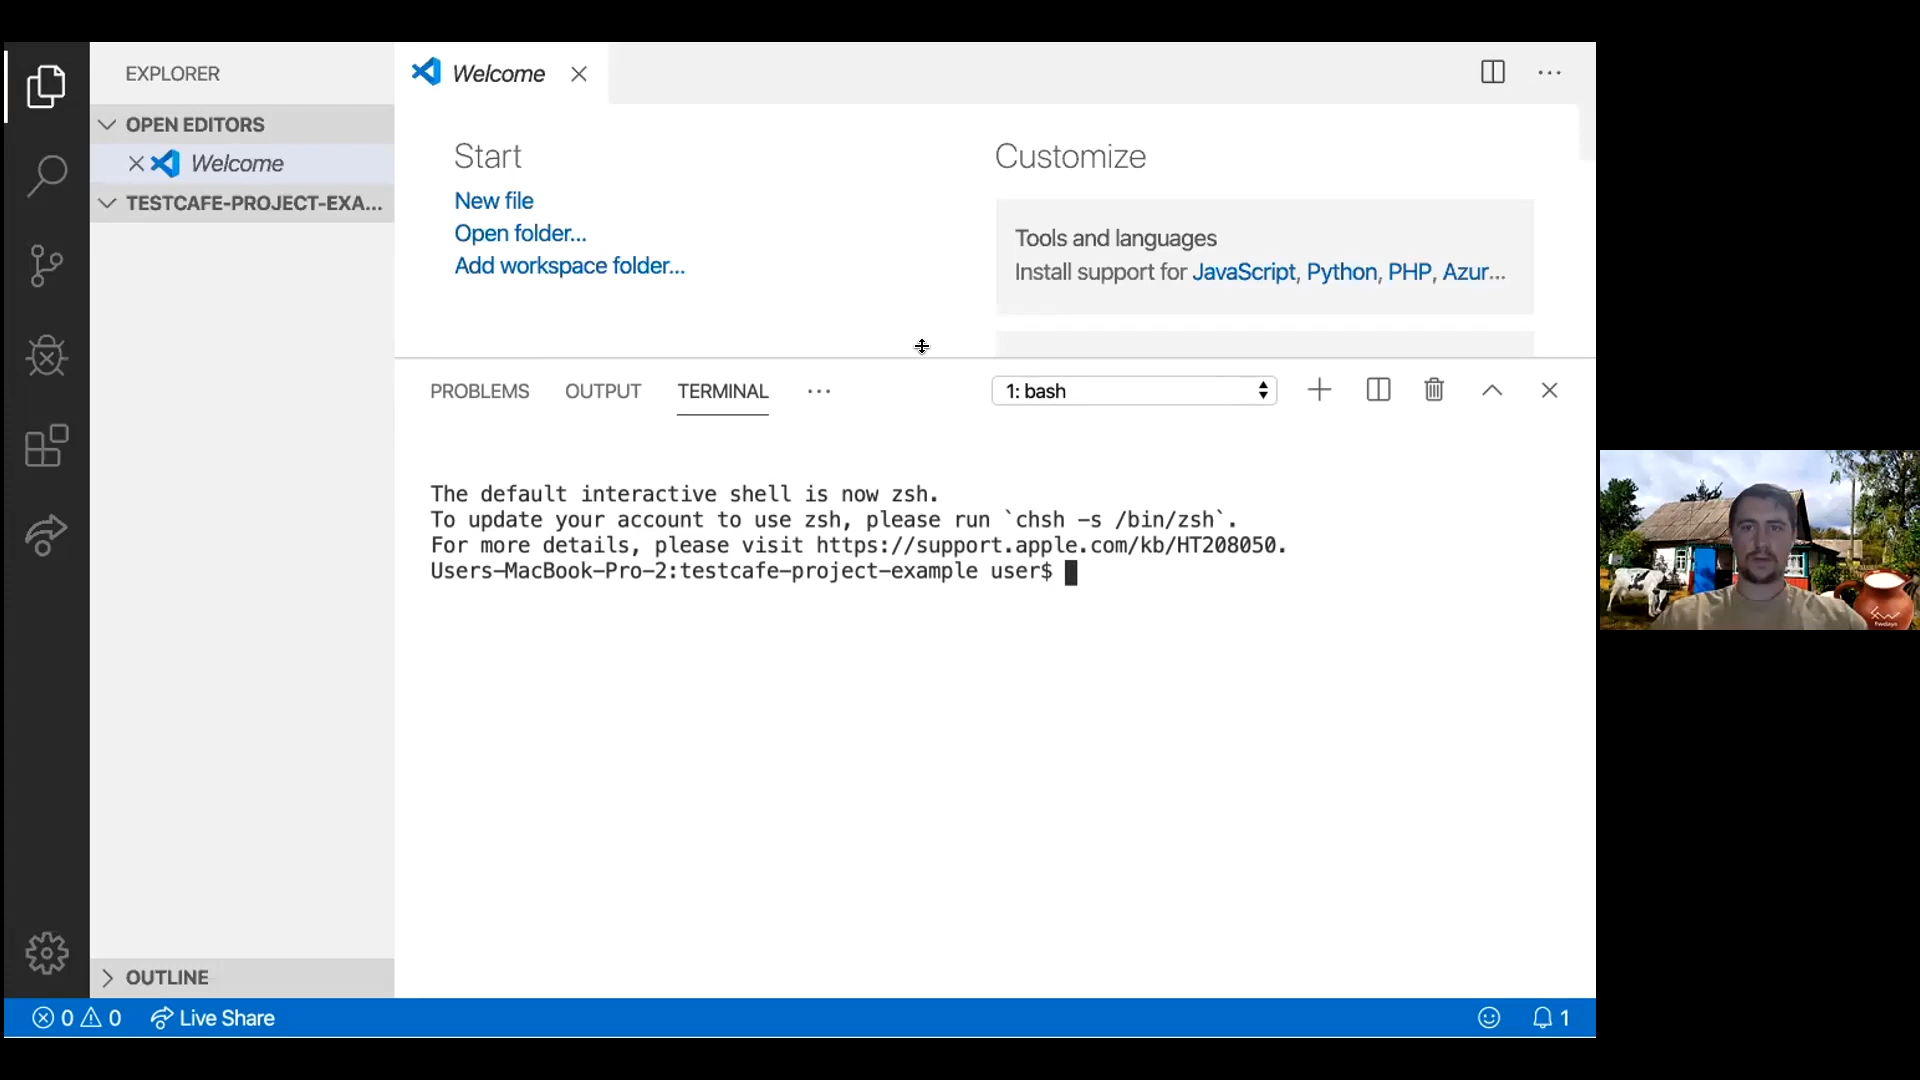 EXPLORER
OPEN EDITORS
Welcome
TESTCAFE-PROJECT-EXA...
OUTLINE
Welcome
Start
New file
Open folder...
Add workspace folder...
Customize
Tools and languages
Install support for JavaScript, Python, PHP, Azur...
PROBLEMS OUTPUT TERMINAL
1: bash
The default interactive shell is now zsh.
To update your account to use zsh, please run `chsh -s /bin/zsh`.
For more details, please visit https://support.apple.com/kb/HT208050.
Users-MacBook-Pro-2:testcafe-project-example user$
0 0 Live Share 1
fwdays